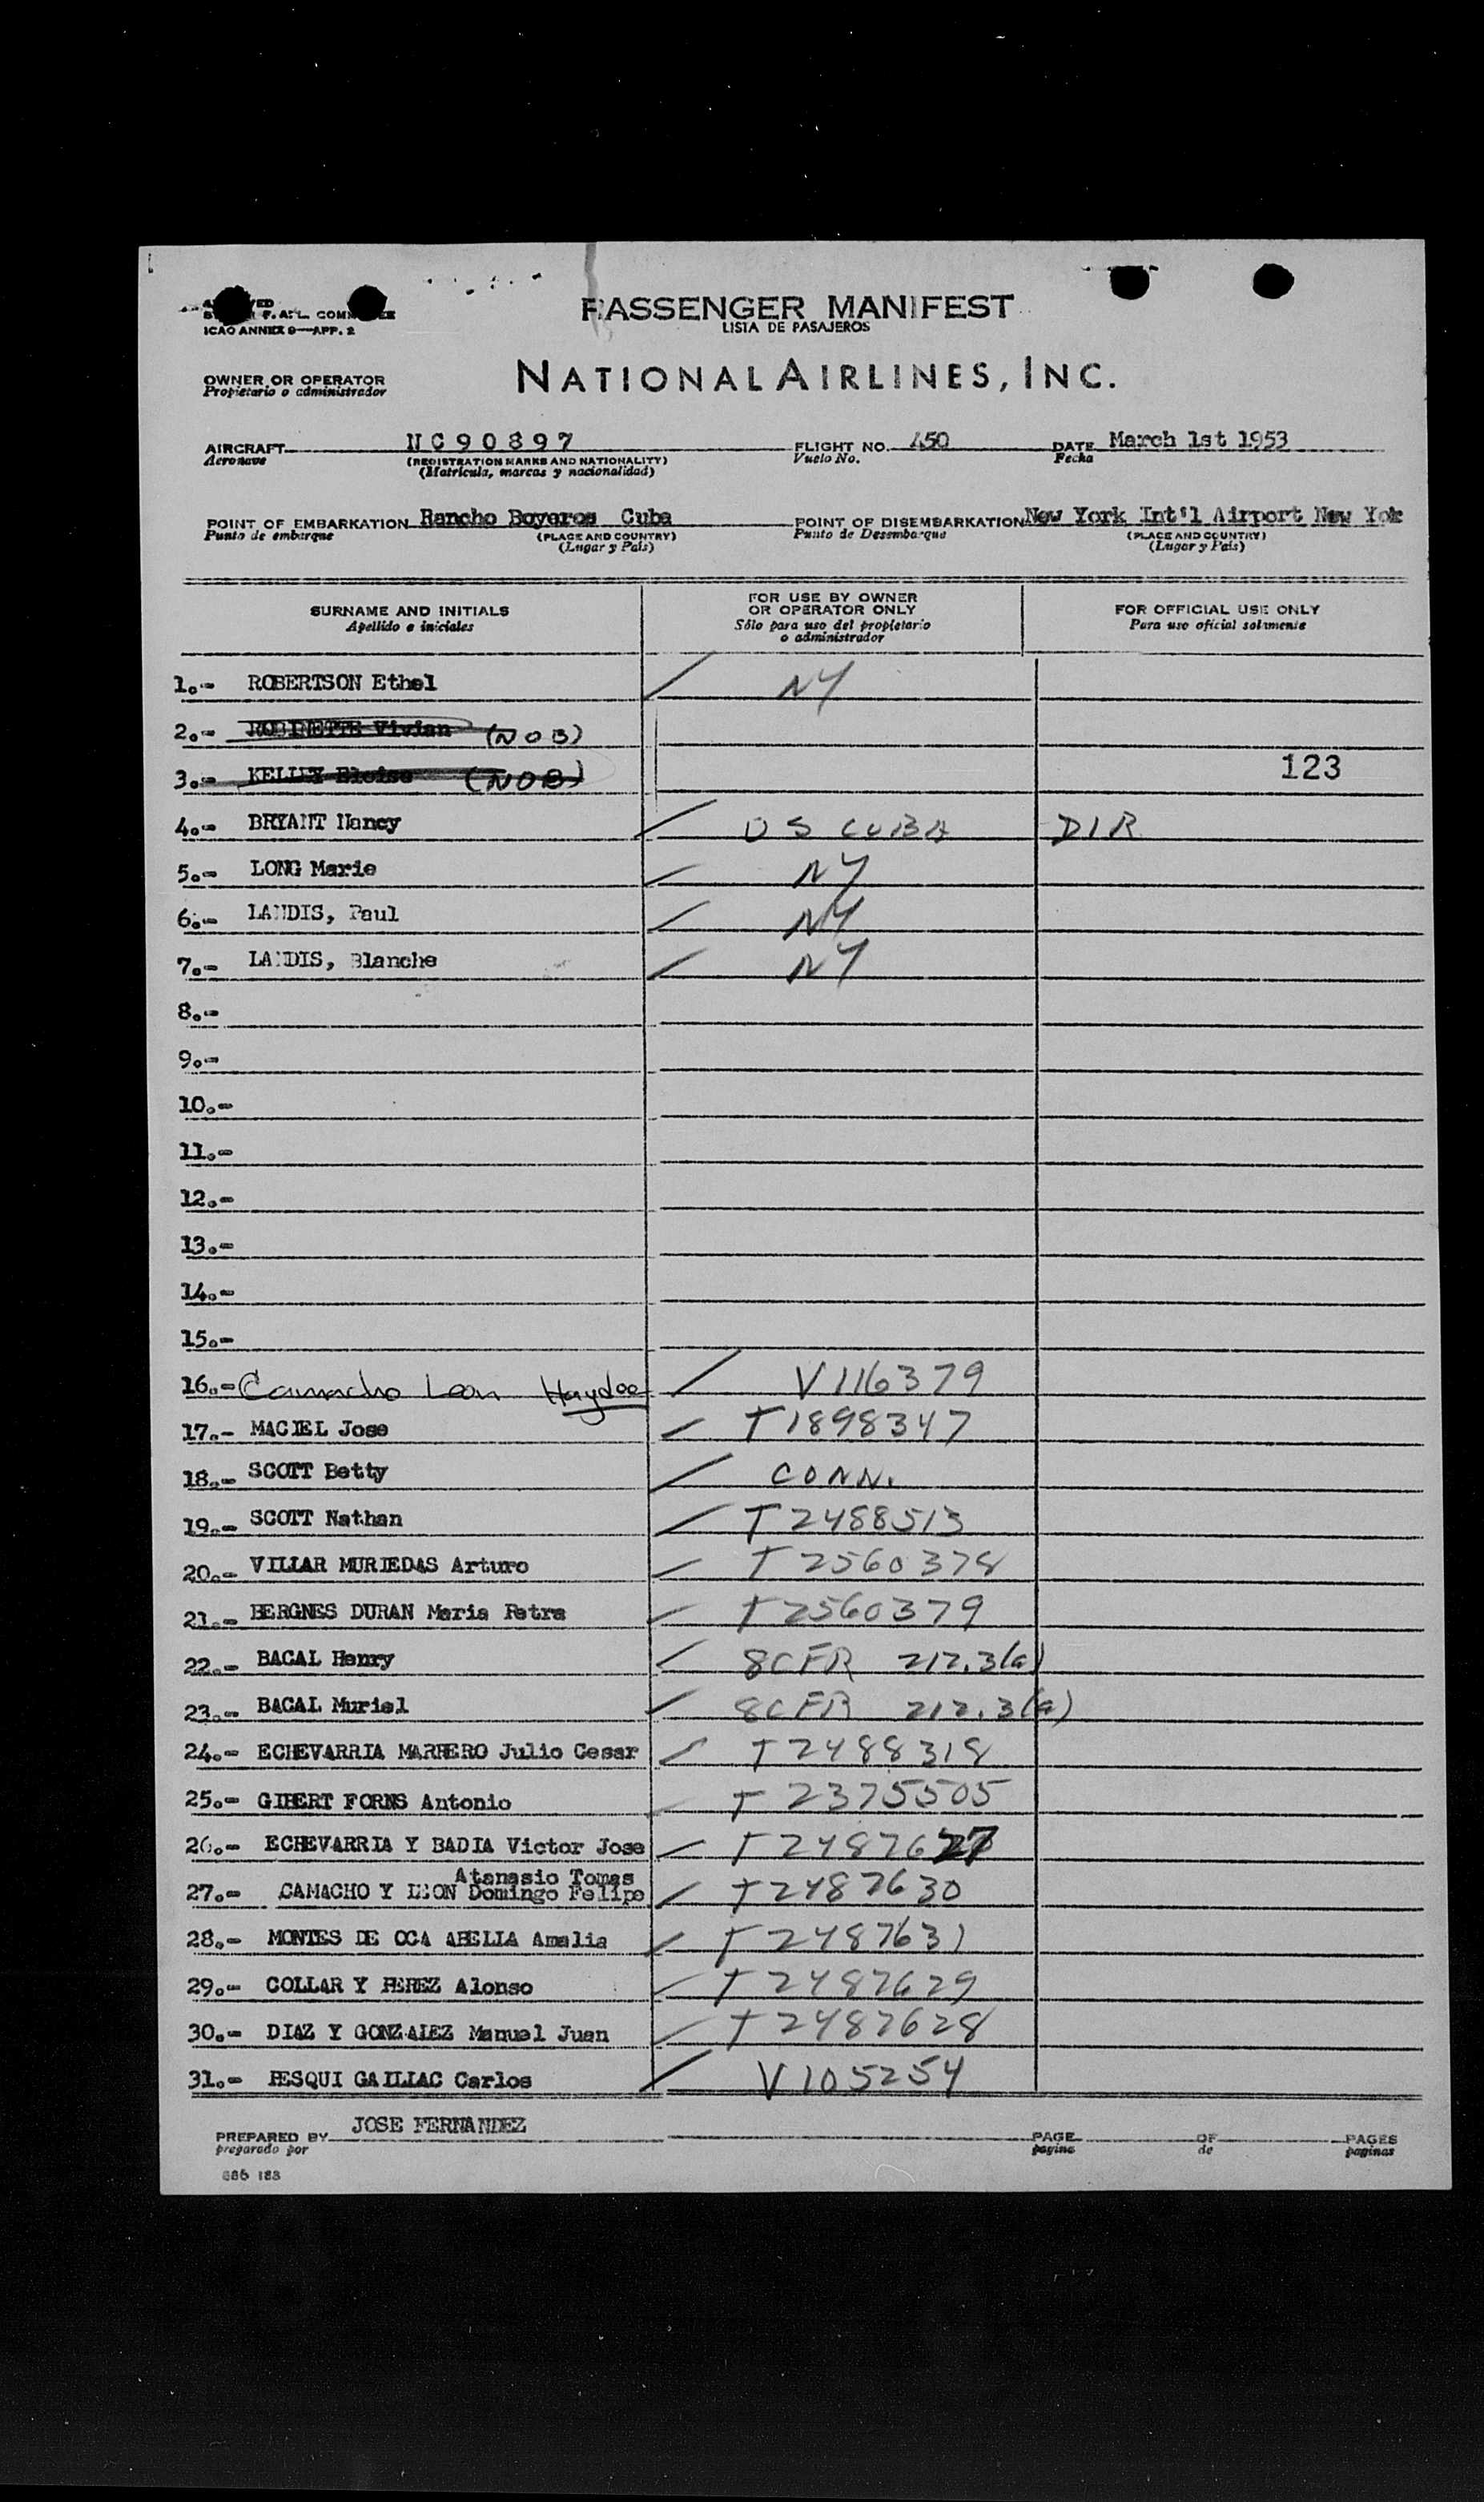 PASSENGER MANIFEST
LISTA DE PASAJEROS
ICAO ANNEX 9—APP. 2
OWNER OR OPERATOR NATIONAL AIRLINES, INC.
Propietario o administrador
AIRCRAFT NC90897 FLIGHT NO. 450 DATE March 1st 1953
Aeronave (REGISTRATION MARKS AND NATIONALITY) Vuelo No. Fecha
(Matrícula, marcas y nacionalidad)
POINT OF EMBARKATION Rancho Boyeros Cuba POINT OF DISEMBARKATION New York Int'l Airport New Yok
Punto de embarque (PLACE AND COUNTRY) Punto de Desembarque (PLACE AND COUNTRY)
(Lugar y País) (Lugar y País)
SURNAME AND INITIALS FOR USE BY OWNER OR OPERATOR ONLY FOR OFFICIAL USE ONLY
Apellido e iniciales Sólo para uso del propietario o administrador Para uso oficial solamente
1.- ROBERTSON Ethel NY
2.- ROBINETTE Vivian (NOB)
3.- KELLEY Eloise (NOB) 123
4.- BRYANT Nancy US CUBA DIR
5.- LONG Marie NY
6.- LANDIS, Paul NY
7.- LANDIS, Blanche NY
8.-
9.-
10.-
11.-
12.-
13.-
14.-
15.-
16.- Camacho Leon Haydee V116379
17.- MACIEL Jose T1898347
18.- SCOTT Betty CONN.
19.- SCOTT Nathan T2488513
20.- VILLAR MURIEDAS Arturo T2560378
21.- BERGNES DURAN Maria Petra T2560379
22.- BACAL Henry 8CFR 212.3(a)
23.- BACAL Muriel 8CFR 212.3(a)
24.- ECHEVARRIA MARRERO Julio Cesar T2488318
25.- GIBERT FORNS Antonio T2375505
26.- ECHEVARRIA Y BADIA Victor Jose T2487627
Atanasio Tomas
27.- CAMACHO Y LEON Domingo Felipe T2487630
28.- MONTES DE OCA ABELLA Amalia T2487631
29.- COLLAR Y PEREZ Alonso T2487629
30.- DIAZ Y GONZALEZ Manuel Juan T2487628
31.- PESQUI GAILLAC Carlos V105254
PREPARED BY JOSE FERNANDEZ PAGE OF PAGES
preparado por pagina de paginas